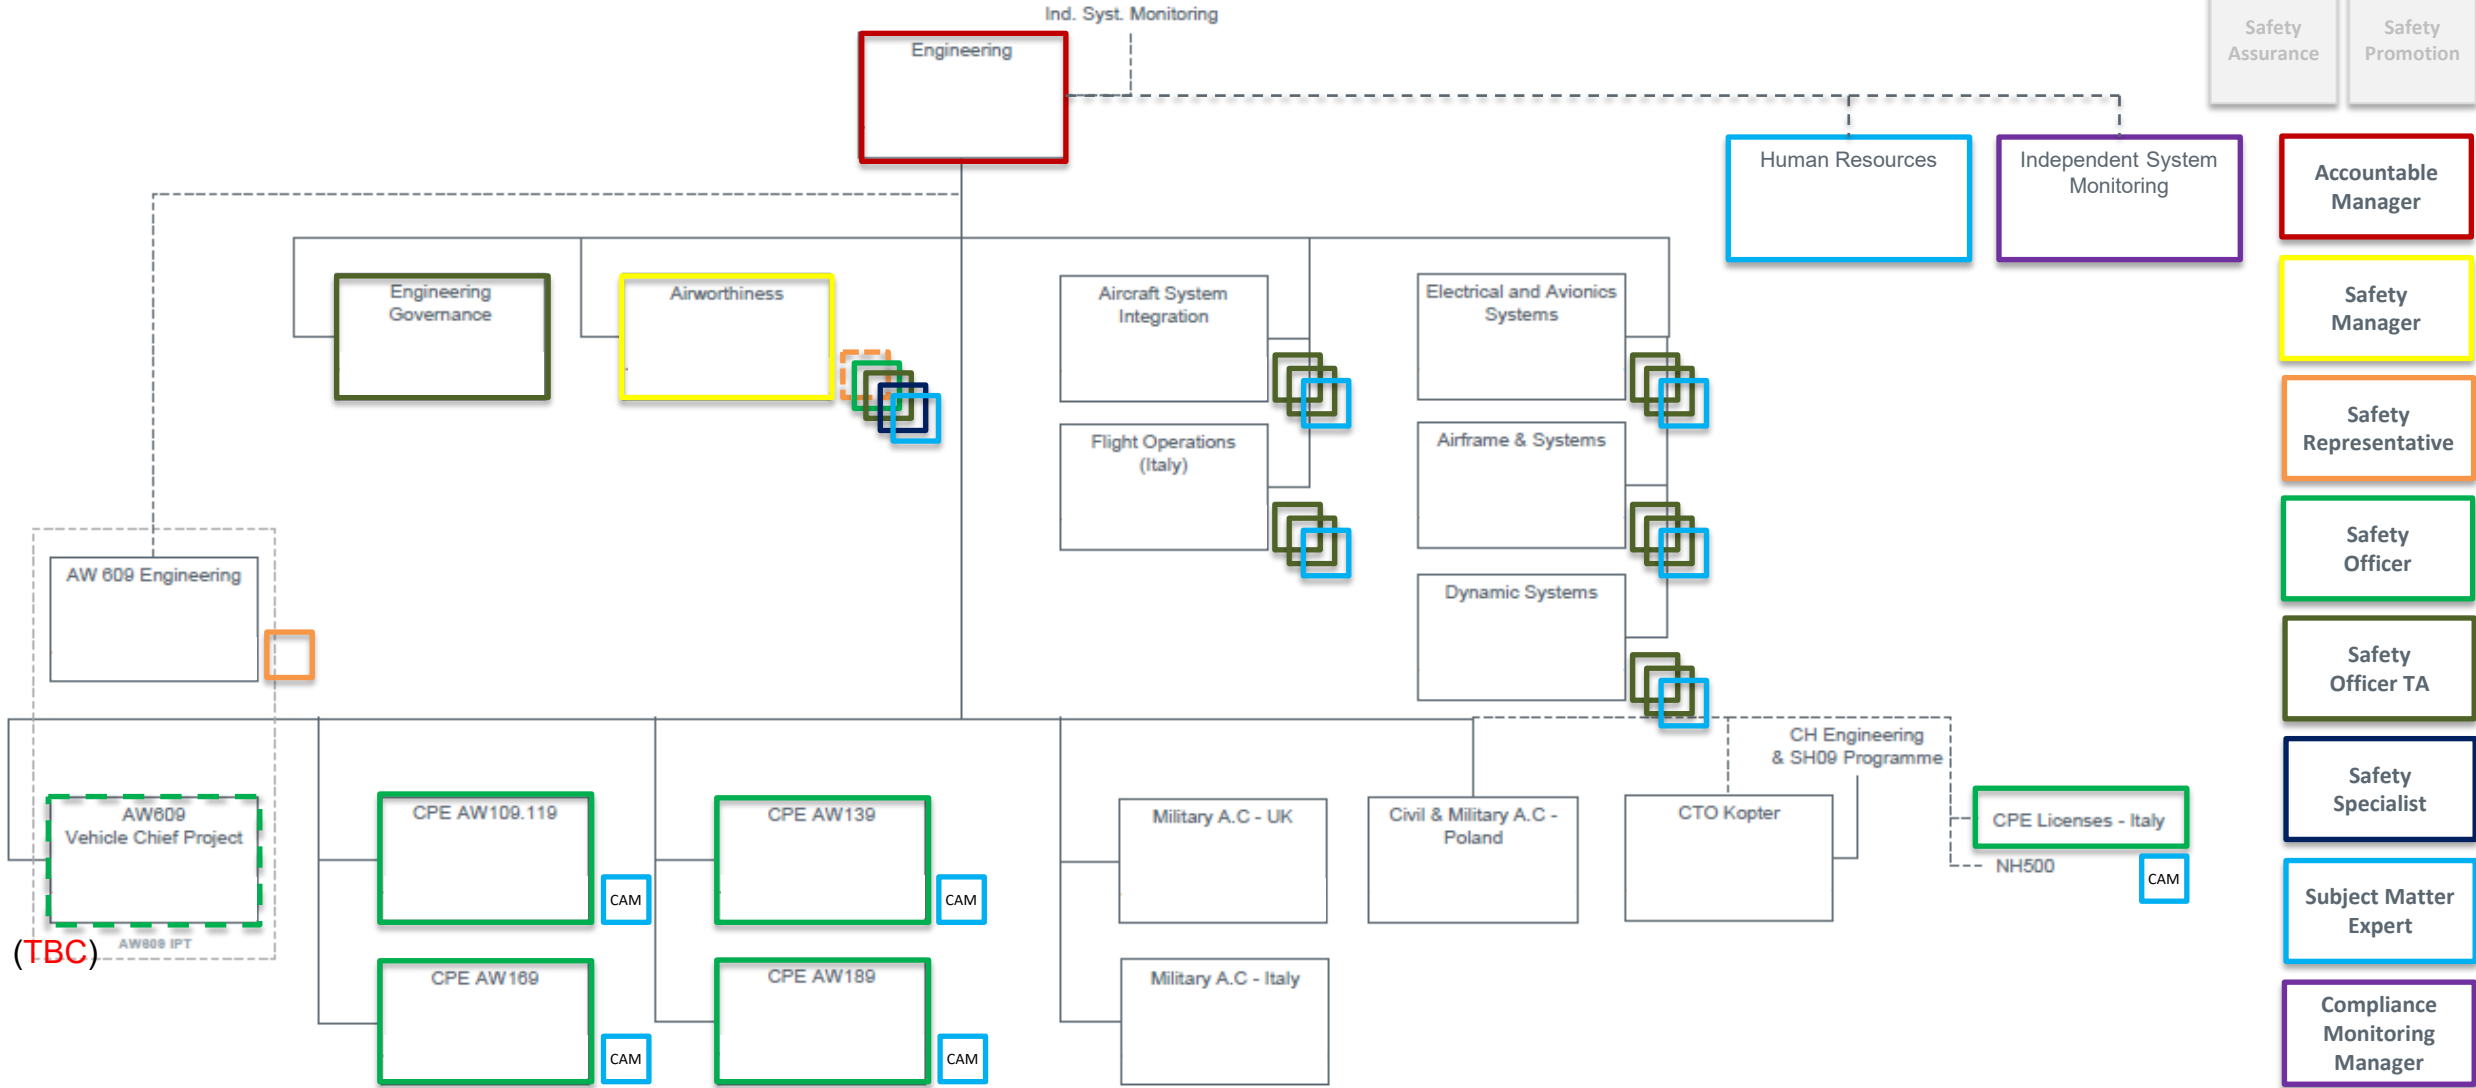 Ind. Syst. Monitoring
Safety
Assurance
Safety
Promotion
Engineering
Human Resources
Independent System
Monitoring
Accountable
Manager
Engineering
Governance
Airworthiness
Aircraft System
Integration
Electrical and Avionics
Systems
Safety
Manager
Flight Operations
(Italy)
Airframe & Systems
Safety
Representative
AW 609 Engineering
Dynamic Systems
Safety
Officer
Safety
Officer TA
CH Engineering
& SH09 Programme
AW609
Vehicle Chief Project
CPE AW109.119
CPE AW139
Military A.C - UK
Civil & Military A.C -
Poland
CTO Kopter
CPE Licenses - Italy
NH500
Safety
Specialist
CAM
CAM
CAM
(TBC)
AW609 IPT
CPE AW169
CPE AW189
Military A.C - Italy
Subject Matter
Expert
CAM
CAM
Compliance
Monitoring
Manager